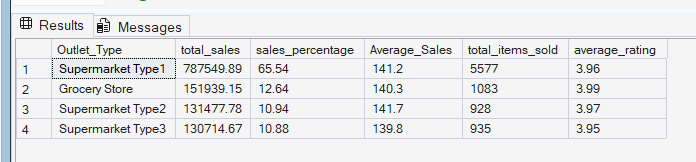 Results Messages
Outlet_Type total_sales sales_percentage Average_Sales total_items_sold average_rating
1 Supermarket Type1 787549.89 65.54 141.2 5577 3.96
2 Grocery Store 151939.15 12.64 140.3 1083 3.99
3 Supermarket Type2 131477.78 10.94 141.7 928 3.97
4 Supermarket Type3 130714.67 10.88 139.8 935 3.95